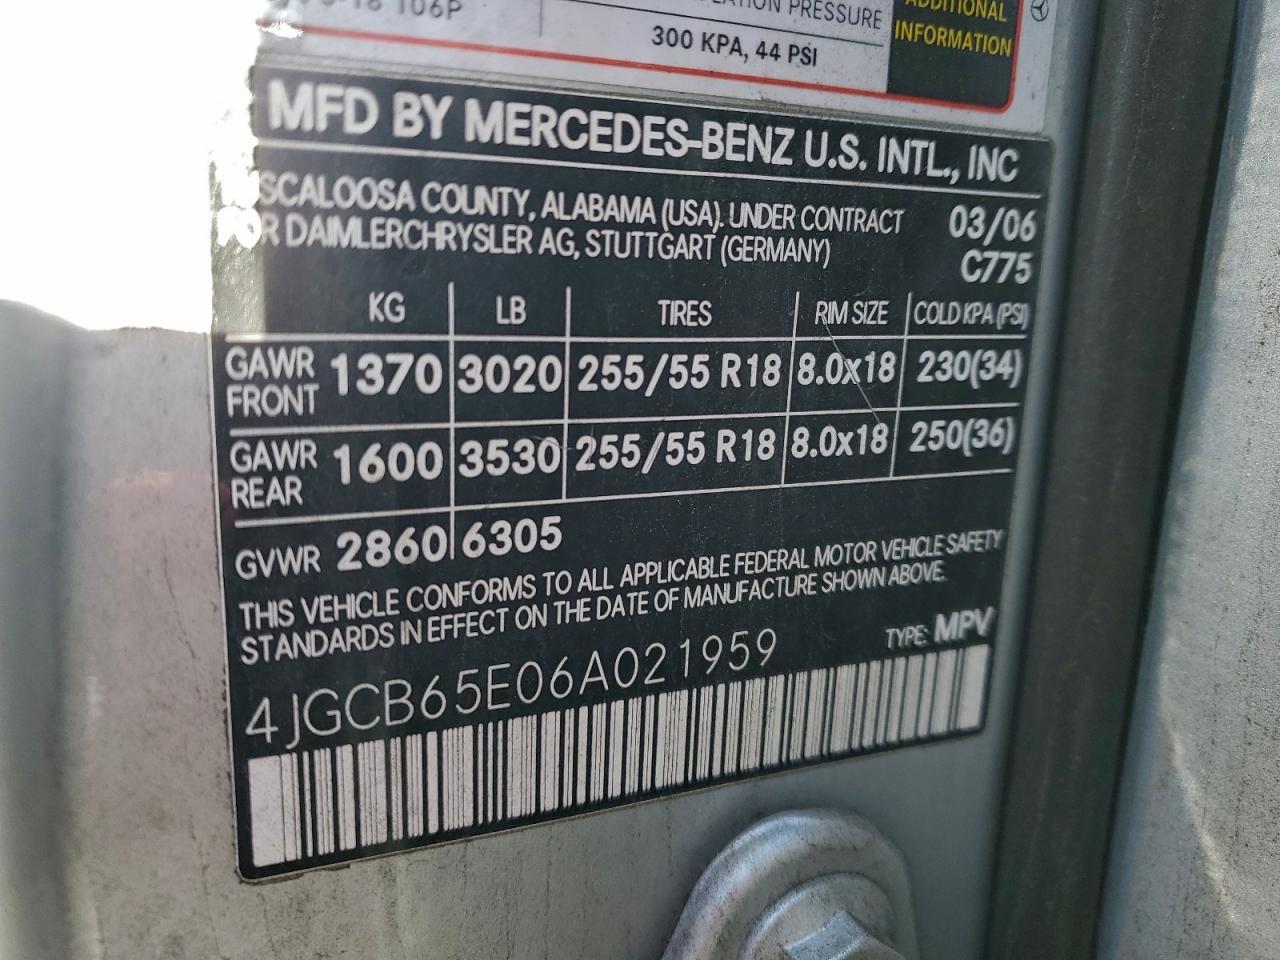 18 106P
PRESSURE
ADDITIONAL
INFORMATION
300 KPA, 44 PSI
MFD BY MERCEDES-BENZ U.S. INTL., INC
SCALOOSA COUNTY, ALABAMA (USA). UNDER CONTRACT 03/06
OR DAIMLERCHRYSLER AG, STUTTGART (GERMANY) C775
KG LB TIRES RIM SIZE COLD KPA (PSI)
GAWR FRONT 1370 3020 255/55 R18 8.0x18 230(34)
GAWR REAR 1600 3530 255/55 R18 8.0x18 250(36)
GVWR 2860 6305
THIS VEHICLE CONFORMS TO ALL APPLICABLE FEDERAL MOTOR VEHICLE SAFETY
STANDARDS IN EFFECT ON THE DATE OF MANUFACTURE SHOWN ABOVE.
4JGCB65E06A021959 TYPE: MPV